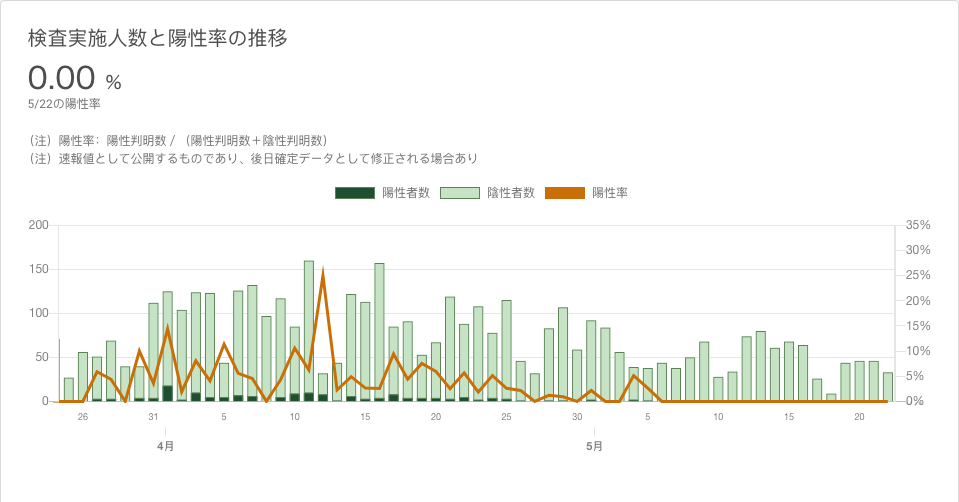 検査実施人数と陽性率の推移
0.00 %
5/22の陽性率
（注）陽性率：陽性判明数 / （陽性判明数＋陰性判明数）
（注）速報値として公開するものであり、後日確定データとして修正される場合あり
陽性者数 陰性者数 陽性率
200 35%
30%
150 25%
20%
100 15%
50 10%
5%
0 0%
26 31 5 10 15 20 25 30 5 10 15 20
4月 5月